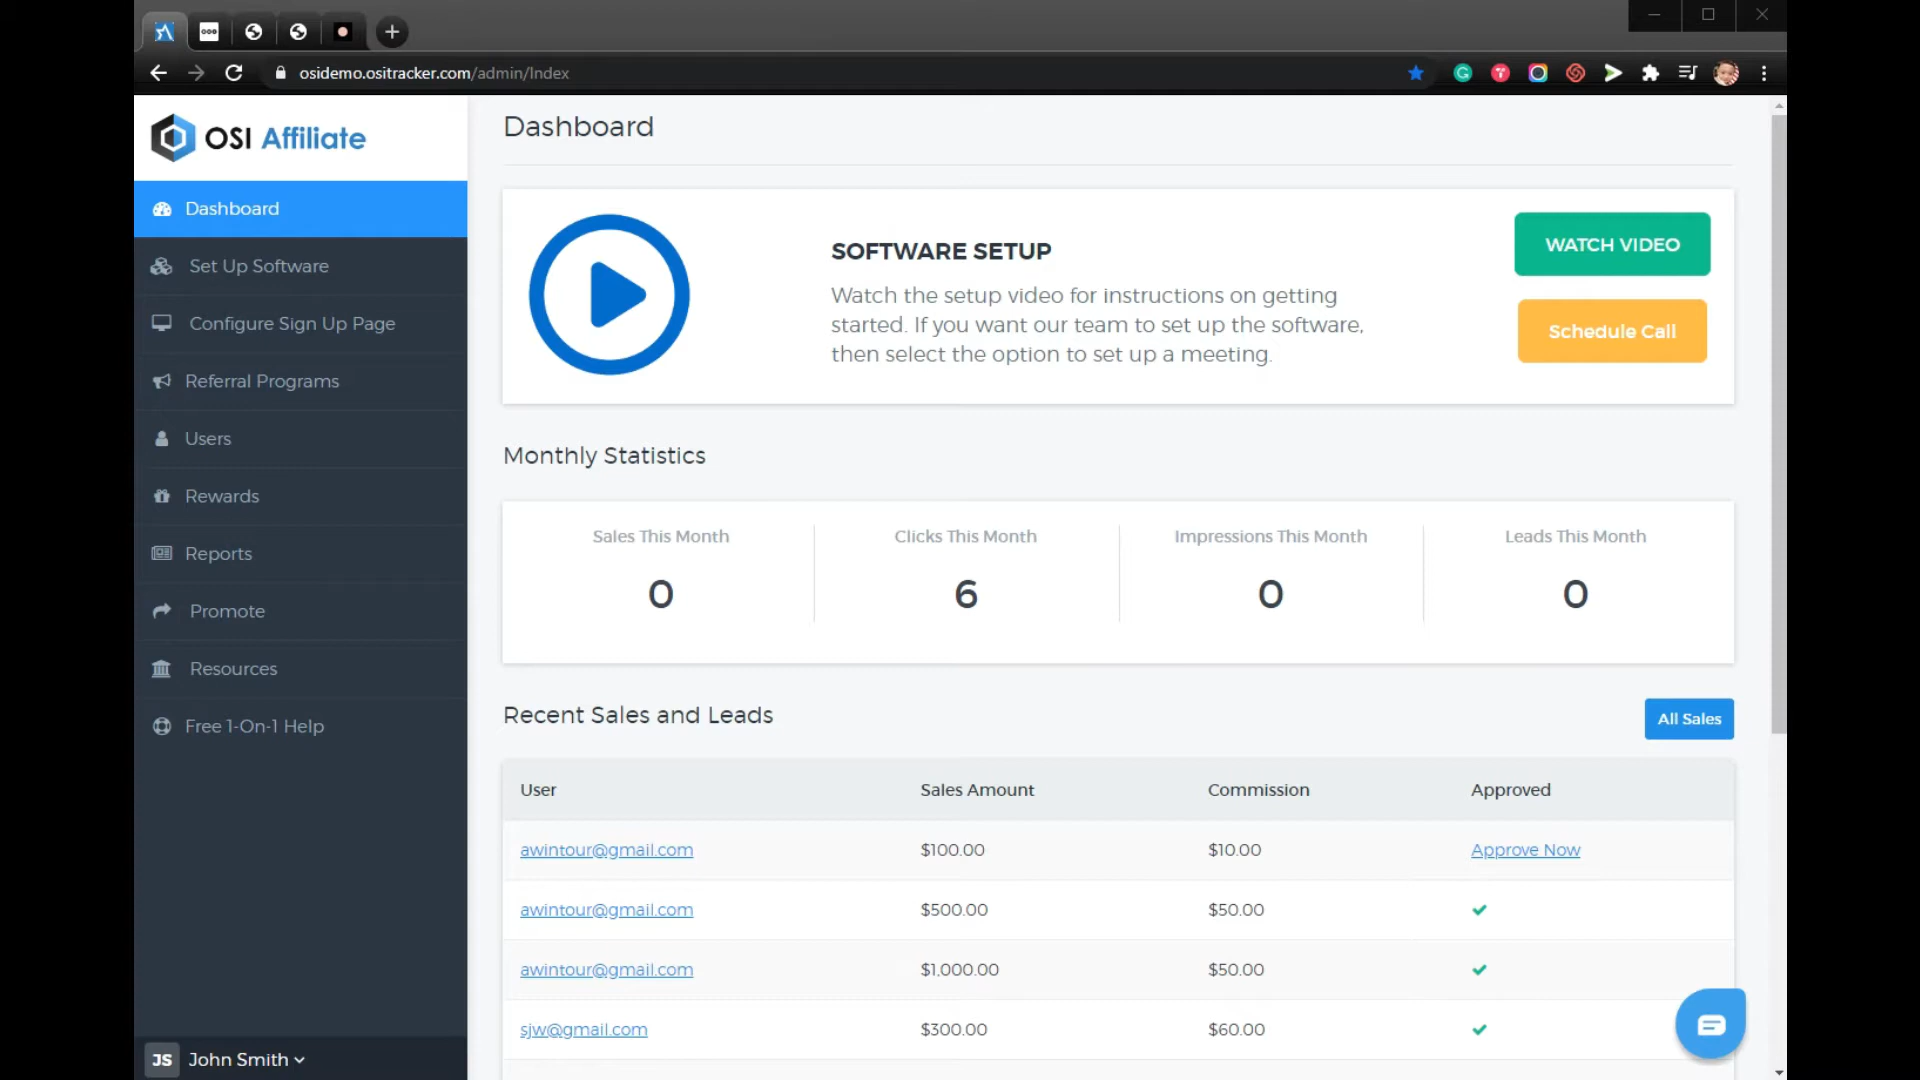 osidemo.ositracker.com/admin/Index
OSI Affiliate
Dashboard
Set Up Software
Configure Sign Up Page
Referral Programs
Users
Rewards
Reports
Promote
Resources
Free 1-On-1 Help
JS John Smith
Dashboard
SOFTWARE SETUP
Watch the setup video for instructions on getting
started. If you want our team to set up the software,
then select the option to set up a meeting.
WATCH VIDEO
Schedule Call
Monthly Statistics
Sales This Month Clicks This Month Impressions This Month Leads This Month
0 6 0 0
Recent Sales and Leads
All Sales
User Sales Amount Commission Approved
awintour@gmail.com $100.00 $10.00 Approve Now
awintour@gmail.com $500.00 $50.00
awintour@gmail.com $1,000.00 $50.00
sjw@gmail.com $300.00 $60.00